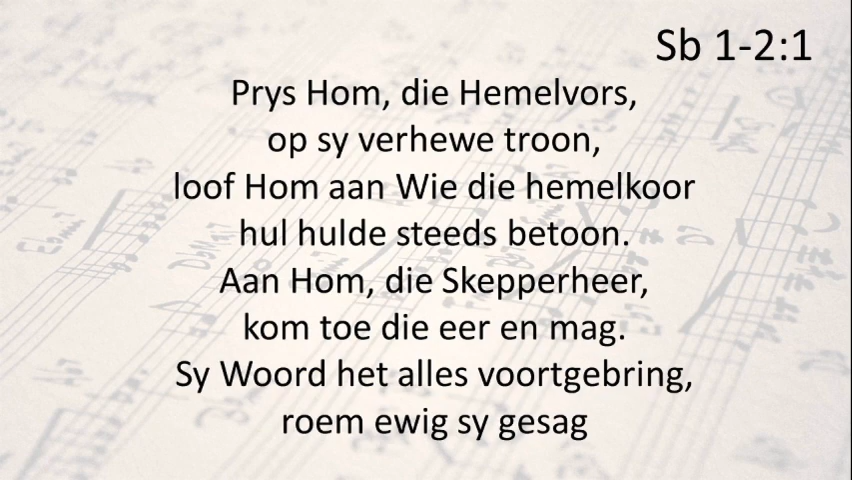 Sb 1-2:1
Prys Hom, die Hemelvors,
op sy verhewe troon,
loof Hom aan Wie die hemelkoor
hul hulde steeds betoon.
Aan Hom, die Skepperheer,
kom toe die eer en mag.
Sy Woord het alles voortgebring,
roem ewig sy gesag